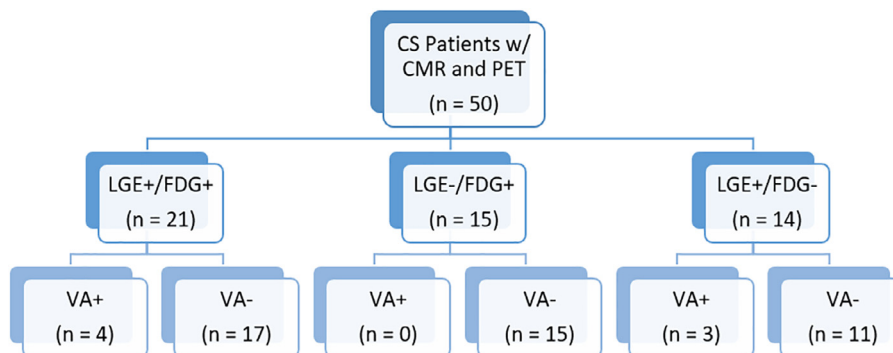 CS Patients w/
CMR and PET
(n = 50)
LGE+/FDG+
(n = 21)
LGE-/FDG+
(n = 15)
LGE+/FDG-
(n = 14)
VA+
(n = 4)
VA-
(n = 17)
VA+
(n = 0)
VA-
(n = 15)
VA+
(n = 3)
VA-
(n = 11)